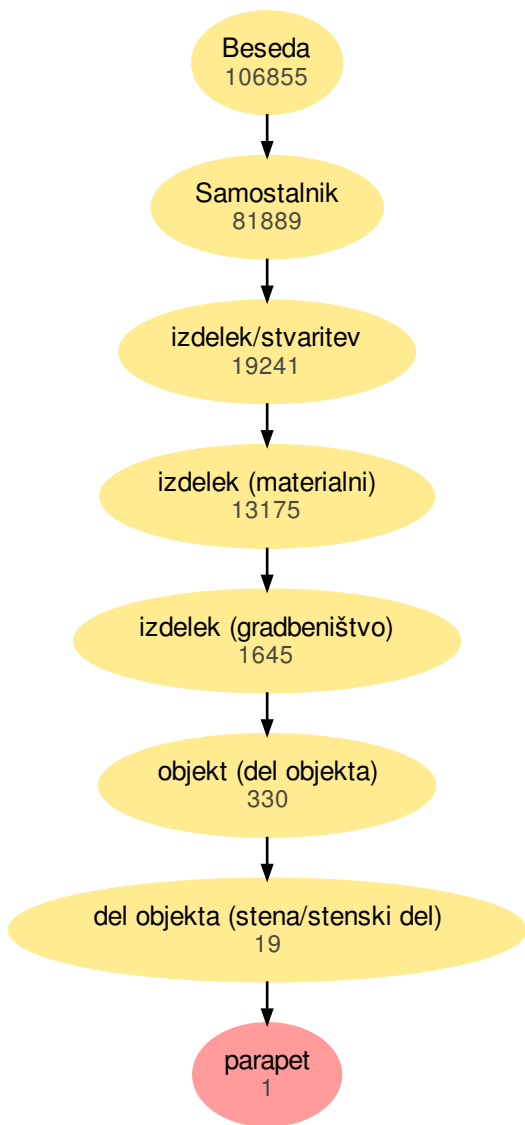 Beseda
106855
Samostalnik
81889
izdelek/stvaritev
19241
izdelek (materialni)
13175
izdelek (gradbeništvo)
1645
objekt (del objekta)
330
del objekta (stena/stenski del)
19
parapet
1